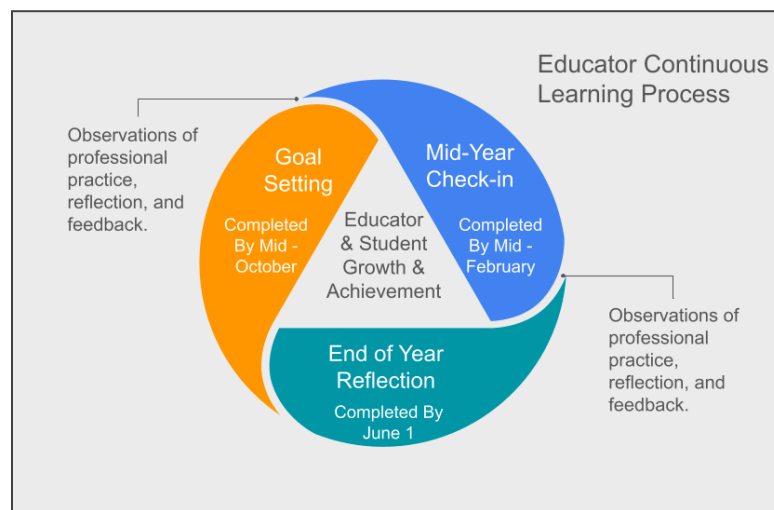 Educator Continuous
Learning Process
Observations of
professional
practice,
reflection, and
feedback.
Goal
Setting
Completed
By Mid -
October
Mid-Year
Check-in
Completed
By Mid -
February
Educator
& Student
Growth &
Achievement
End of Year
Reflection
Completed By
June 1
Observations of
professional
practice,
reflection, and
feedback.